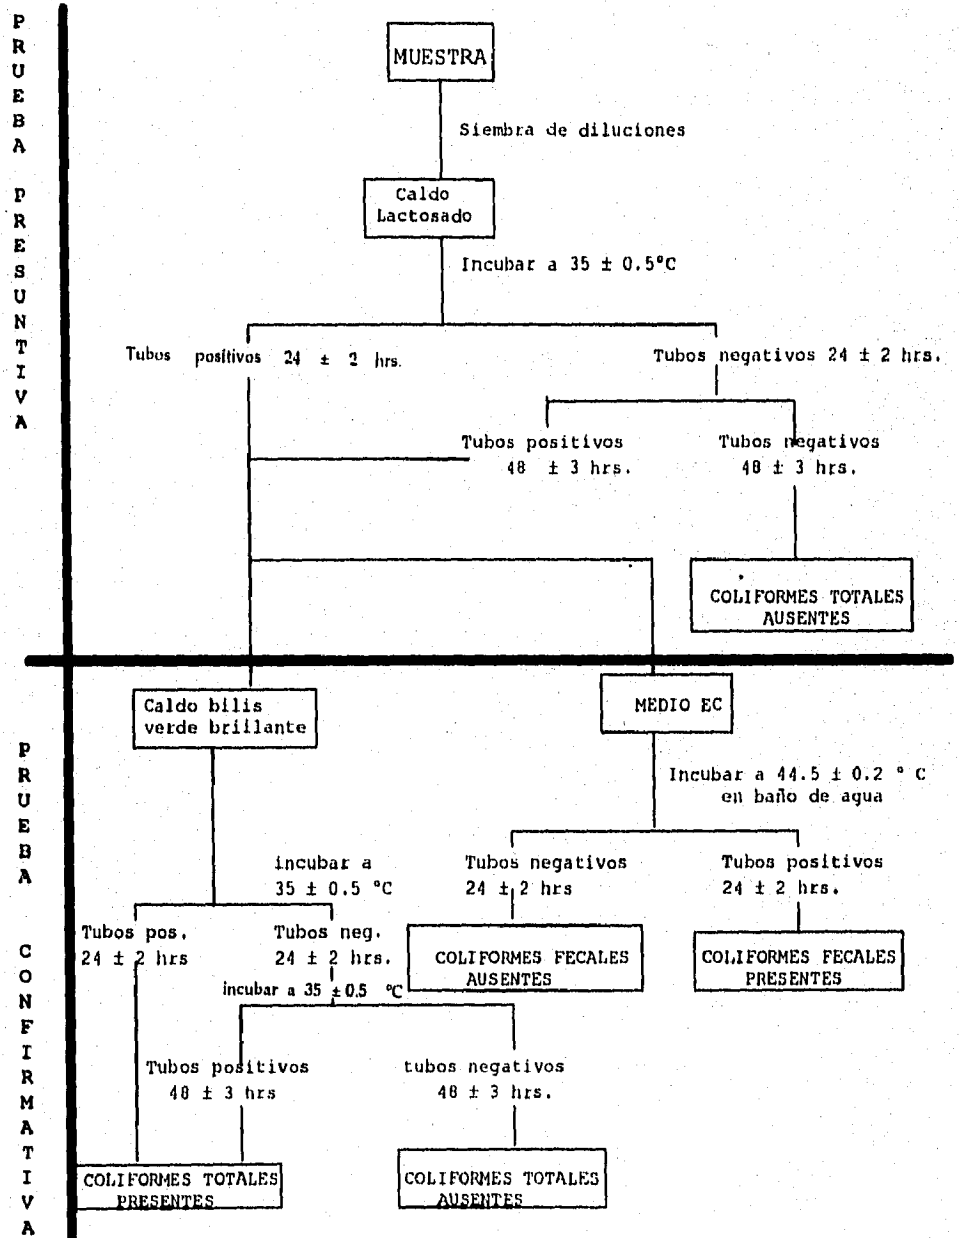 PRUEBA PRESUNTIVA
MUESTRA
Siembra de diluciones
Caldo
Lactosado
Incubar a 35 ± 0.5°C
Tubos positivos 24 ± 2 hrs.
Tubos negativos 24 ± 2 hrs.
Tubos positivos
48 ± 3 hrs.
Tubos negativos
48 ± 3 hrs.
COLIFORMES TOTALES
AUSENTES
PRUEBA CONFIRMATIVA
Caldo bilis
verde brillante
MEDIO EC
Incubar a 44.5 ± 0.2 ° C
en baño de agua
incubar a
35 ± 0.5 °C
Tubos negativos
24 ± 2 hrs
Tubos positivos
24 ± 2 hrs.
Tubos pos.
24 ± 2 hrs
Tubos neg.
24 ± 2 hrs.
COLIFORMES FECALES
AUSENTES
COLIFORMES FECALES
PRESENTES
incubar a 35 ± 0.5 °C
Tubos positivos
48 ± 3 hrs
tubos negativos
48 ± 3 hrs.
COLIFORMES TOTALES
PRESENTES
COLIFORMES TOTALES
AUSENTES